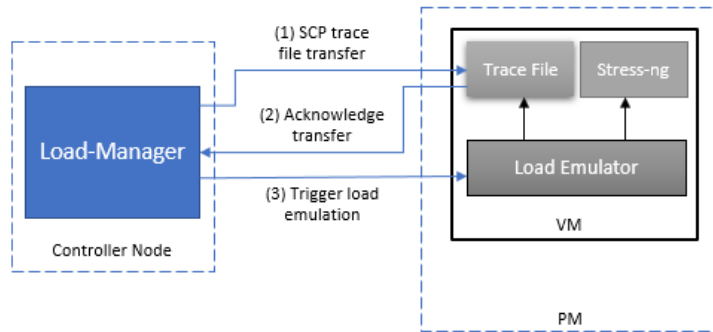 (1) SCP trace
file transfer
Trace File
Stress-ng
(2) Acknowledge
transfer
Load-Manager
Load Emulator
(3) Trigger load
emulation
VM
Controller Node
PM